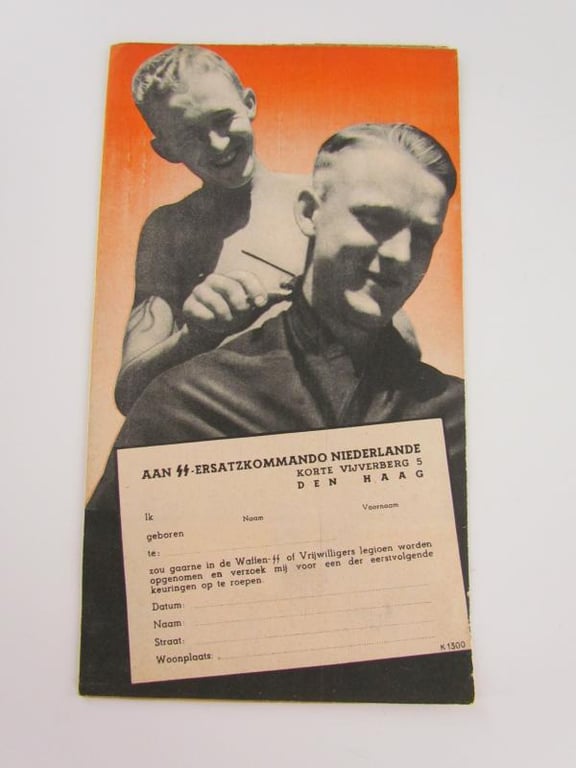 AAN ᛋᛋ-ERSATZKOMMANDO NIEDERLANDE
KORTE VIJVERBERG 5
DEN HAAG
Ik
Naam Voornaam
geboren
te:
zou gaarne in de Waffen-ᛋᛋ of Vrijwilligers legioen worden
opgenomen en verzoek mij voor een der eerstvolgende
keuringen op te roepen.
Datum:
Naam:
Straat:
Woonplaats:
K 1300